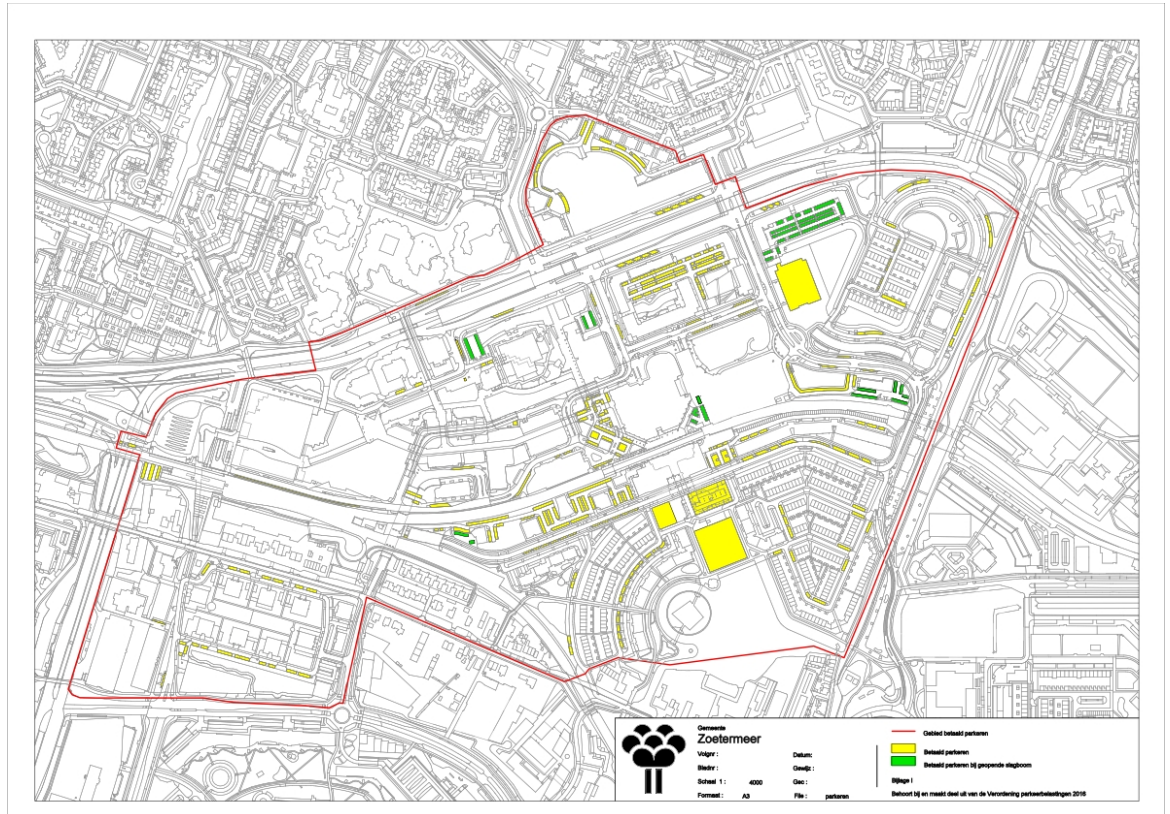 Gemeente
Zoetermeer
Volgnr :
Datum:
Bladnr :
Gewijz :
Schaal 1 : 4000
Gec :
Formaat : A3
File : parkeren
Gebied betaald parkeren
Betaald parkeren
Betaald parkeren bij geopende slagboom
Bijlage I
Behoort bij en maakt deel uit van de Verordening parkeerbelastingen 2016